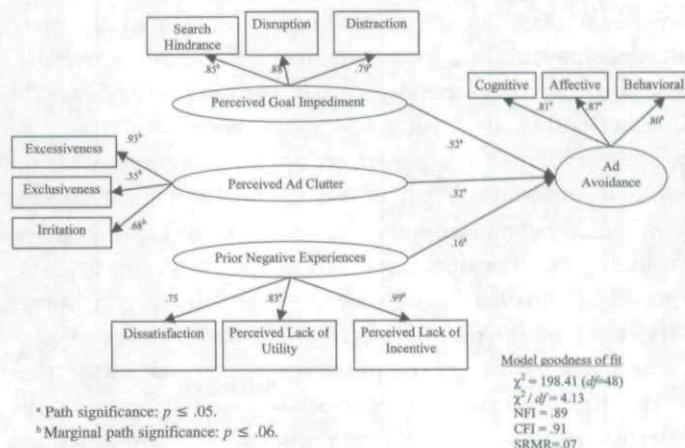 Search
Hindrance
Disruption
Distraction
.85ᵃ
.88
.79ᵃ
Perceived Goal Impediment
Cognitive
Affective
Behavioral
.81ᵃ
.87ᵃ
.80ᵃ
Excessiveness
Exclusiveness
Irritation
.93ᵇ
.55ᵇ
.68ᵇ
Perceived Ad Clutter
.52ᵃ
.32ᵃ
.16ᵃ
Ad
Avoidance
Prior Negative Experiences
.75
.83ᵃ
.99ᵃ
Dissatisfaction
Perceived Lack of
Utility
Perceived Lack of
Incentive
ᵃ Path significance: p ≤ .05.
ᵇ Marginal path significance: p ≤ .06.
Model goodness of fit
χ² = 198.41 (df=48)
χ² / df = 4.13
NFI = .89
CFI = .91
SRMR=.07